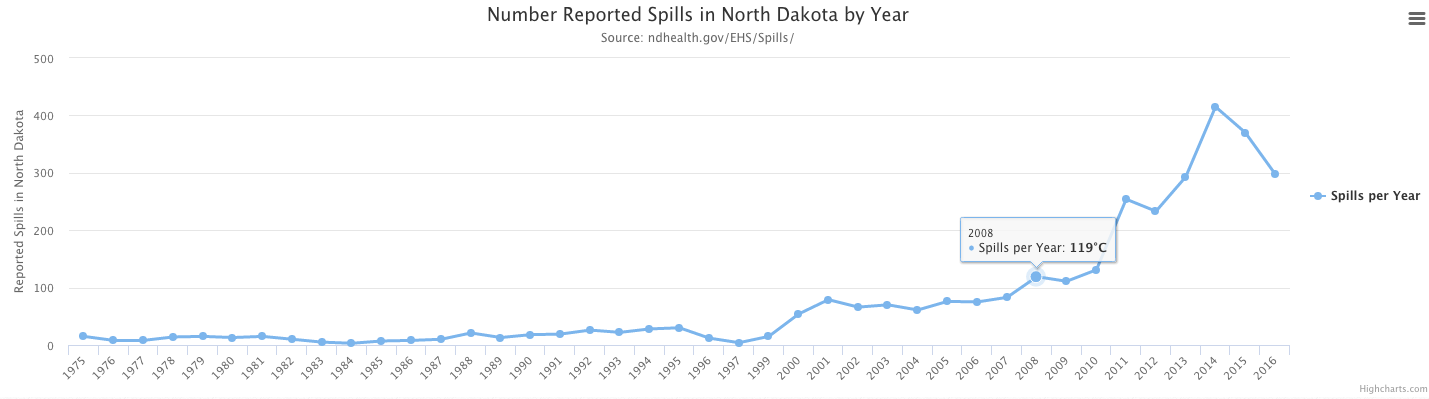 Number Reported Spills in North Dakota by Year
Source: ndhealth.gov/EHS/Spills/
Reported Spills in North Dakota
500
400
300
200
100
0
2008
Spills per Year: 119°C
Spills per Year
1975 1976 1977 1978 1979 1980 1981 1982 1983 1984 1985 1986 1987 1988 1989 1990 1991 1992 1993 1994 1995 1996 1997 1999 2000 2001 2002 2003 2004 2005 2006 2007 2008 2009 2010 2011 2012 2013 2014 2015 2016
Highcharts.com